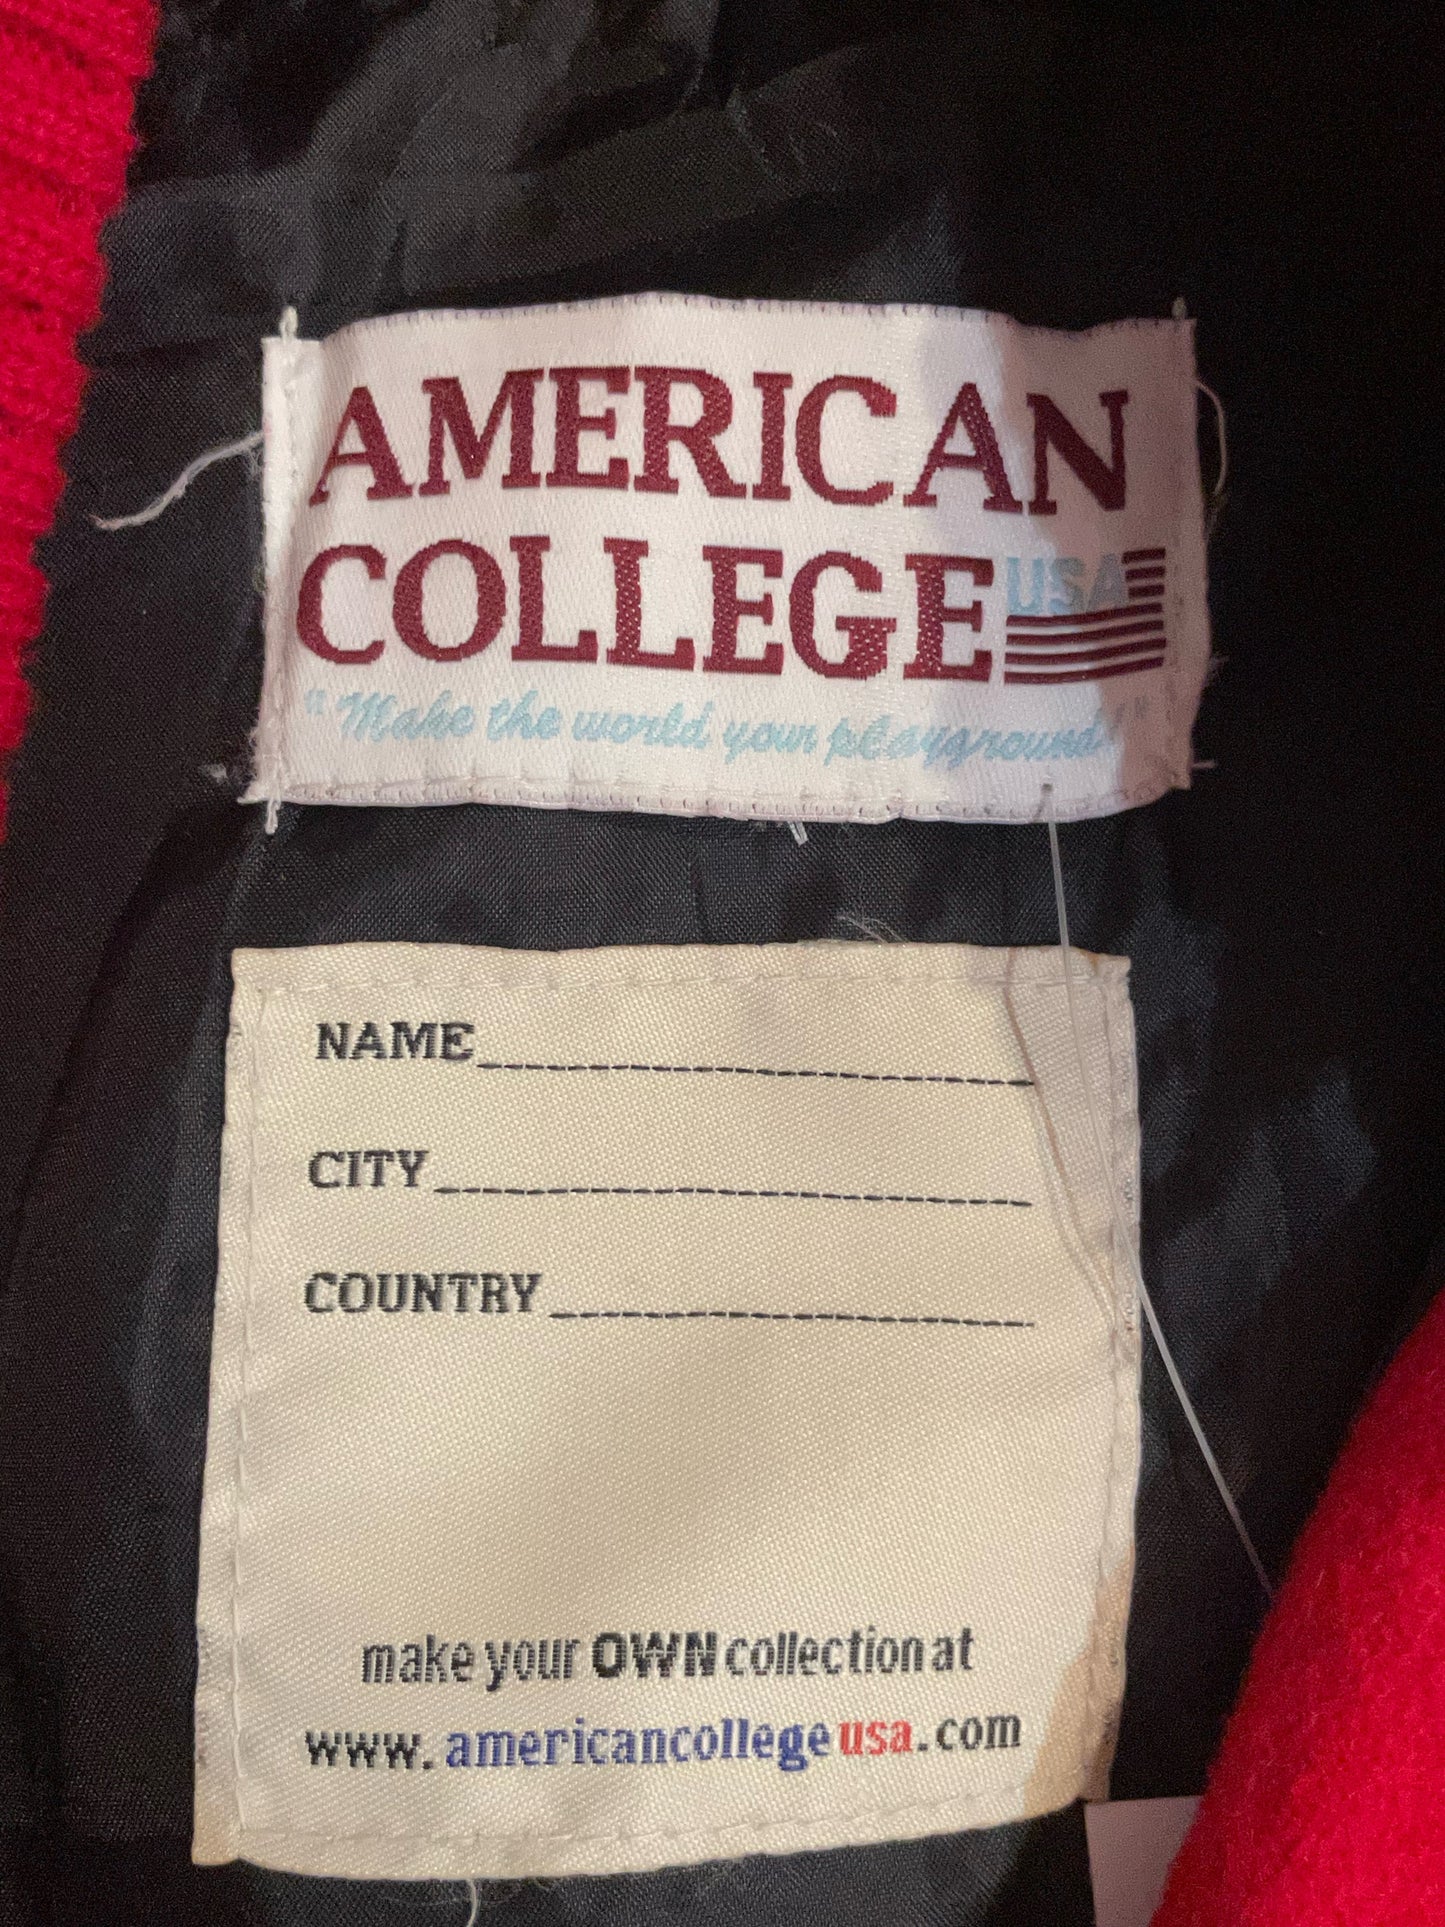 AMERICAN
COLLEGE USA
"Make the world your playground!"
NAME
CITY
COUNTRY
make your OWN collection at
www.americancollegeusa.com